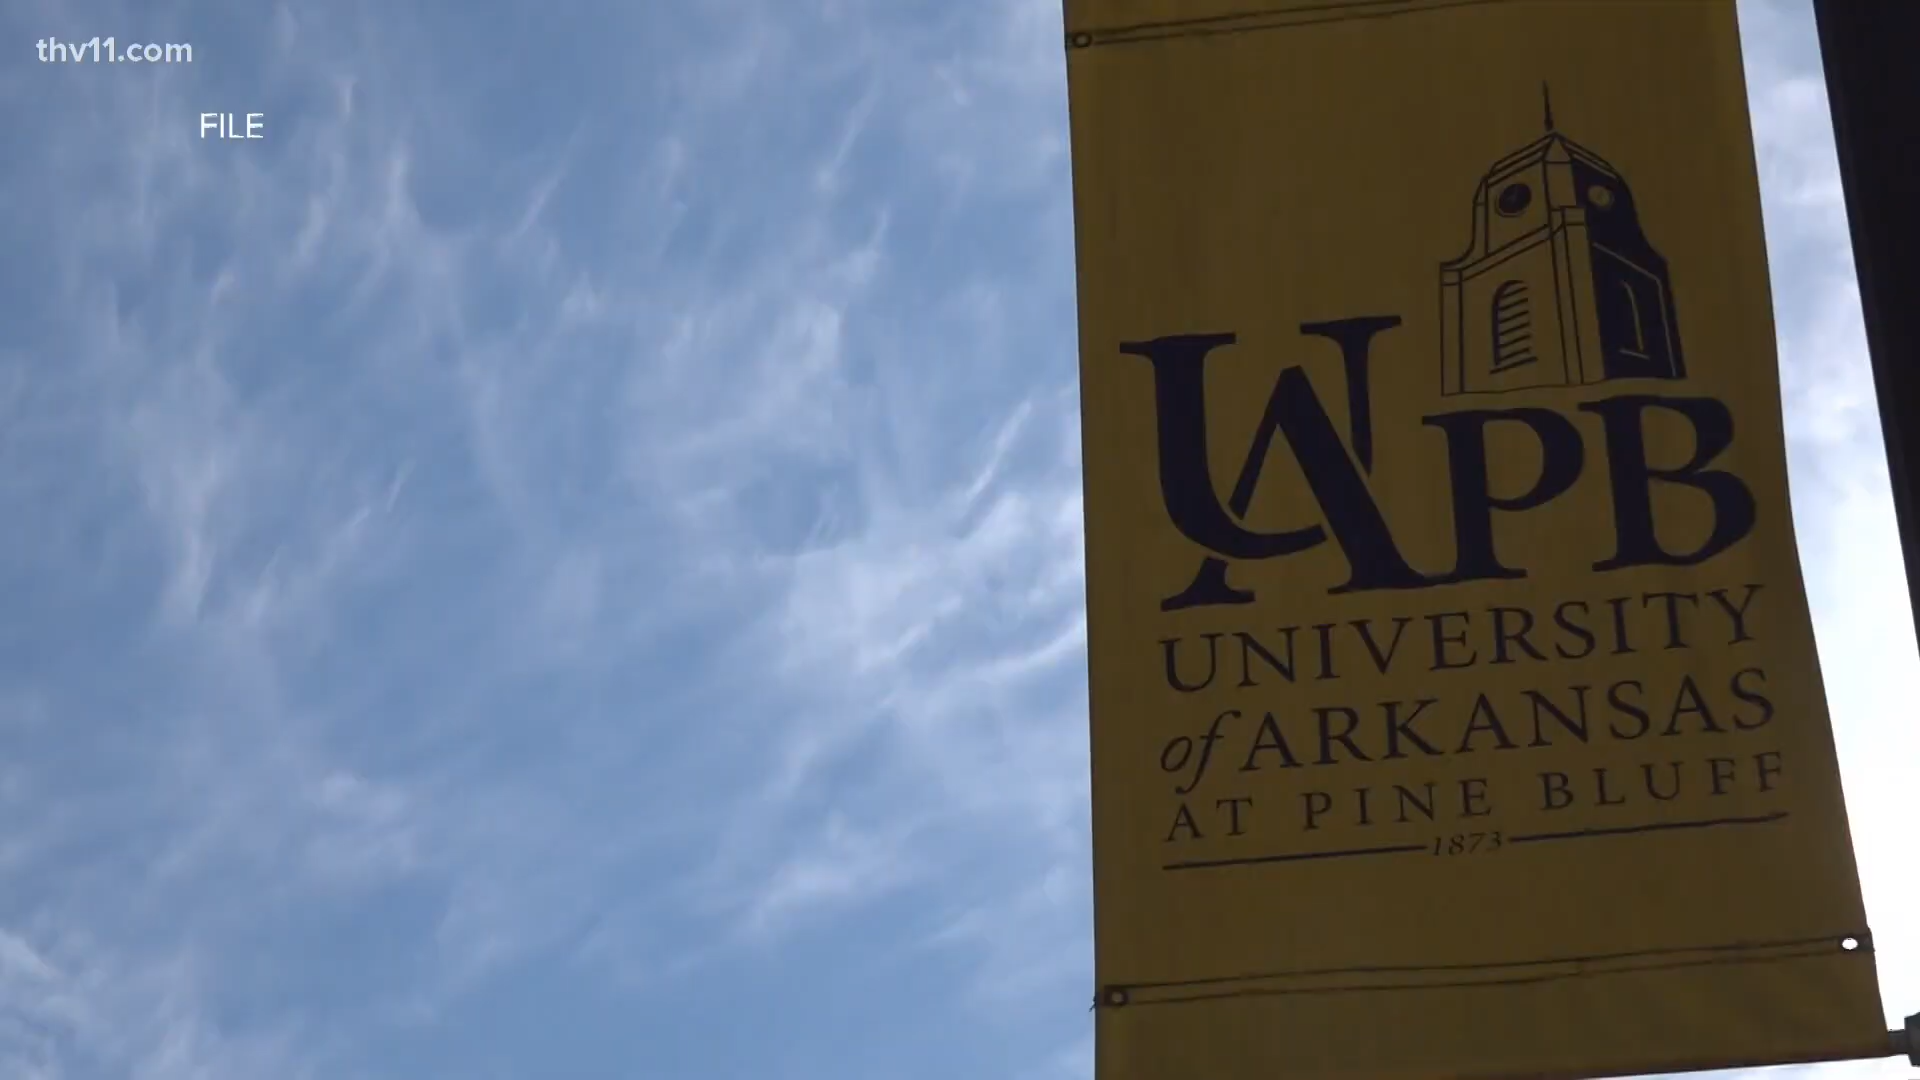 thv11.com
FILE
UAPB
UNIVERSITY
of ARKANSAS
AT PINE BLUFF
1873